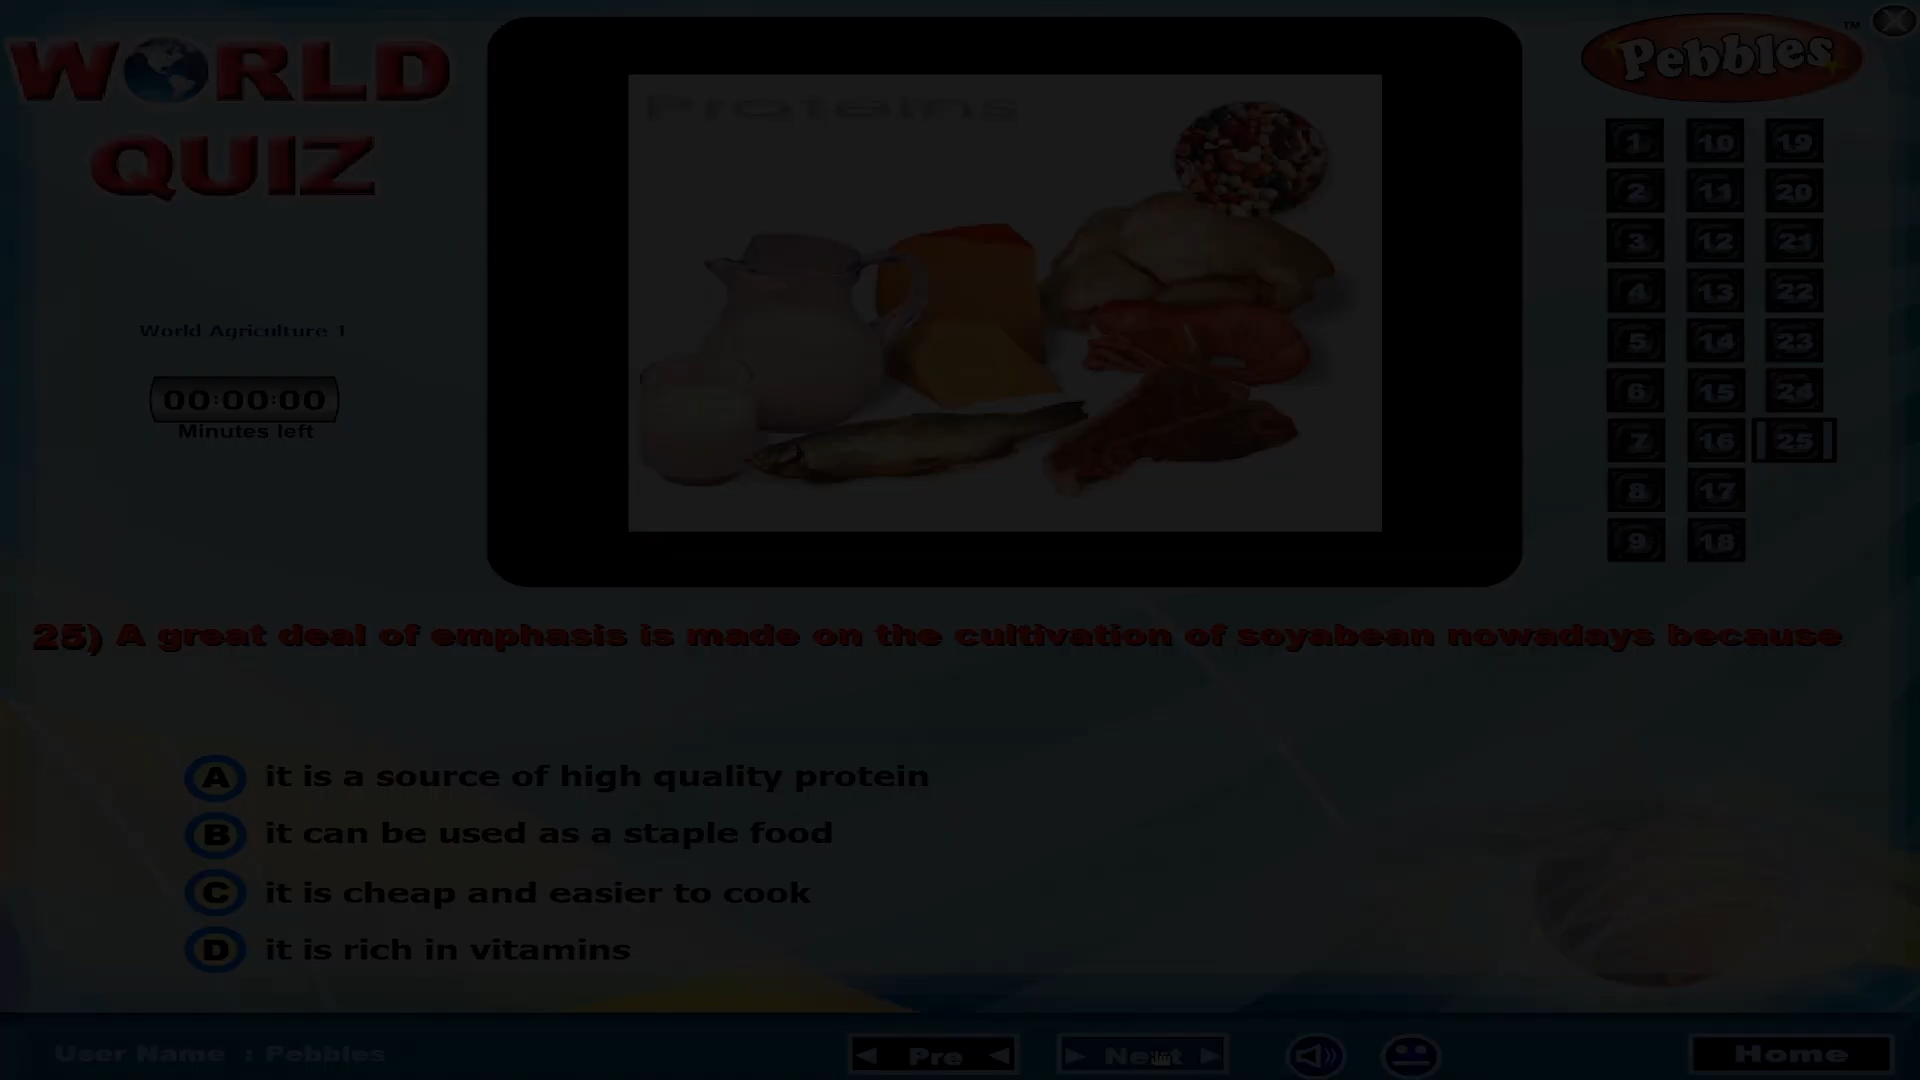 WORLD
QUIZ
World Agriculture 1
00:00:00
Minutes left
Proteins
Pebbles™
X
1 10 19
2 11 20
3 12 21
4 13 22
5 14 23
6 15 24
7 16 25
8 17
9 18
25) A great deal of emphasis is made on the cultivation of soyabean nowadays because
A it is a source of high quality protein
B it can be used as a staple food
C it is cheap and easier to cook
D it is rich in vitamins
User Name : Pebbles
Pre
Next
Home